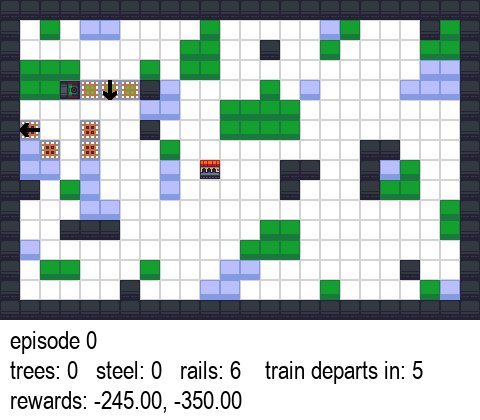 episode 0
trees: 0 steel: 0 rails: 6 train departs in: 5
rewards: -245.00, -350.00